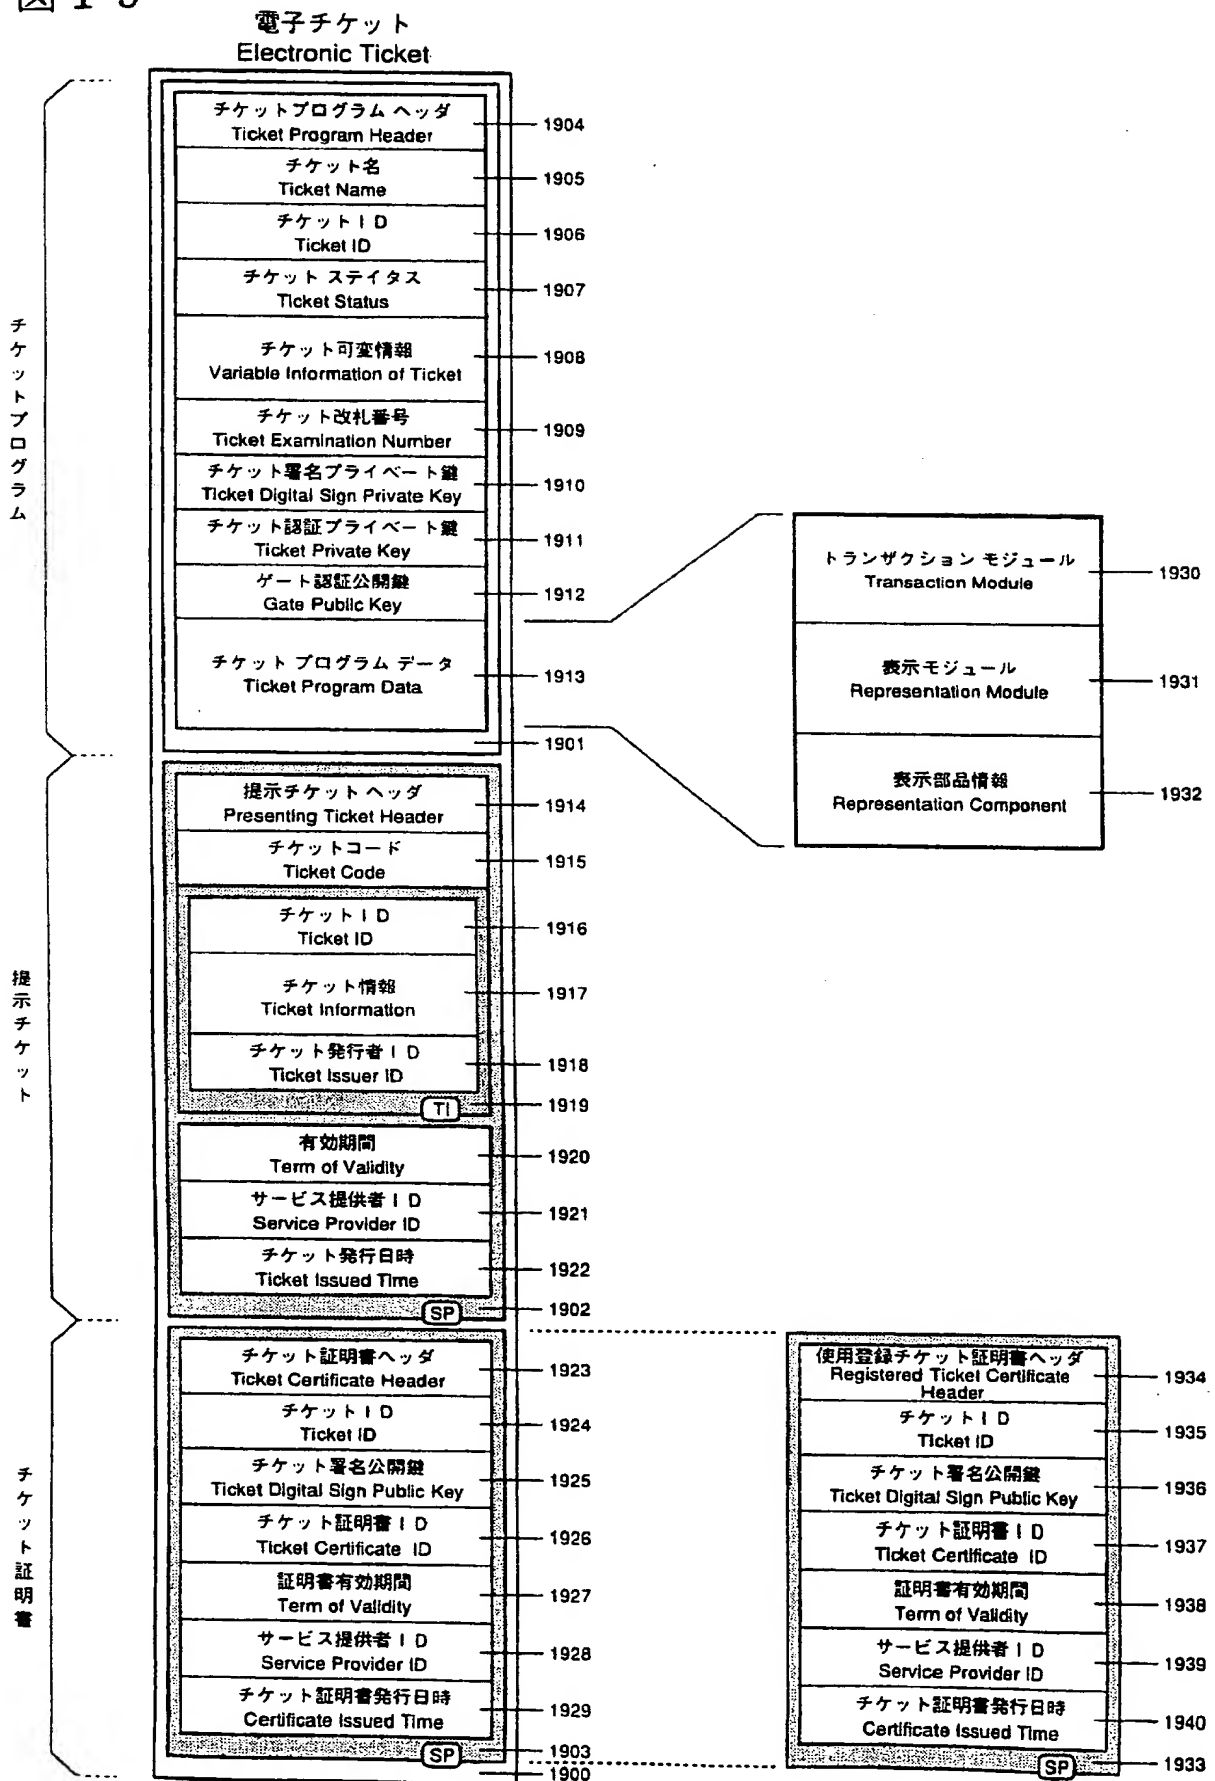 図19
電子チケット
Electronic Ticket
チケットプログラム
チケットプログラム ヘッダ
Ticket Program Header
1904
チケット名
Ticket Name
1905
チケットID
Ticket ID
1906
チケット ステイタス
Ticket Status
1907
チケット可変情報
Variable Information of Ticket
1908
チケット改札番号
Ticket Examination Number
1909
チケット署名プライベート鍵
Ticket Digital Sign Private Key
1910
チケット認証プライベート鍵
Ticket Private Key
1911
ゲート認証公開鍵
Gate Public Key
1912
チケット プログラム データ
Ticket Program Data
1913
1901
トランザクション モジュール
Transaction Module
1930
表示モジュール
Representation Module
1931
表示部品情報
Representation Component
1932
提示チケット
提示チケット ヘッダ
Presenting Ticket Header
1914
チケットコード
Ticket Code
1915
チケットID
Ticket ID
1916
チケット情報
Ticket Information
1917
チケット発行者ID
Ticket Issuer ID
1918
TI
1919
有効期間
Term of Validity
1920
サービス提供者ID
Service Provider ID
1921
チケット発行日時
Ticket Issued Time
1922
SP
1902
チケット証明書
チケット証明書ヘッダ
Ticket Certificate Header
1923
チケットID
Ticket ID
1924
チケット署名公開鍵
Ticket Digital Sign Public Key
1925
チケット証明書ID
Ticket Certificate ID
1926
証明書有効期間
Term of Validity
1927
サービス提供者ID
Service Provider ID
1928
チケット証明書発行日時
Certificate Issued Time
1929
SP
1903
1900
使用登録チケット証明書ヘッダ
Registered Ticket Certificate
Header
1934
チケットID
Ticket ID
1935
チケット署名公開鍵
Ticket Digital Sign Public Key
1936
チケット証明書ID
Ticket Certificate ID
1937
証明書有効期間
Term of Validity
1938
サービス提供者ID
Service Provider ID
1939
チケット証明書発行日時
Certificate Issued Time
1940
SP
1933